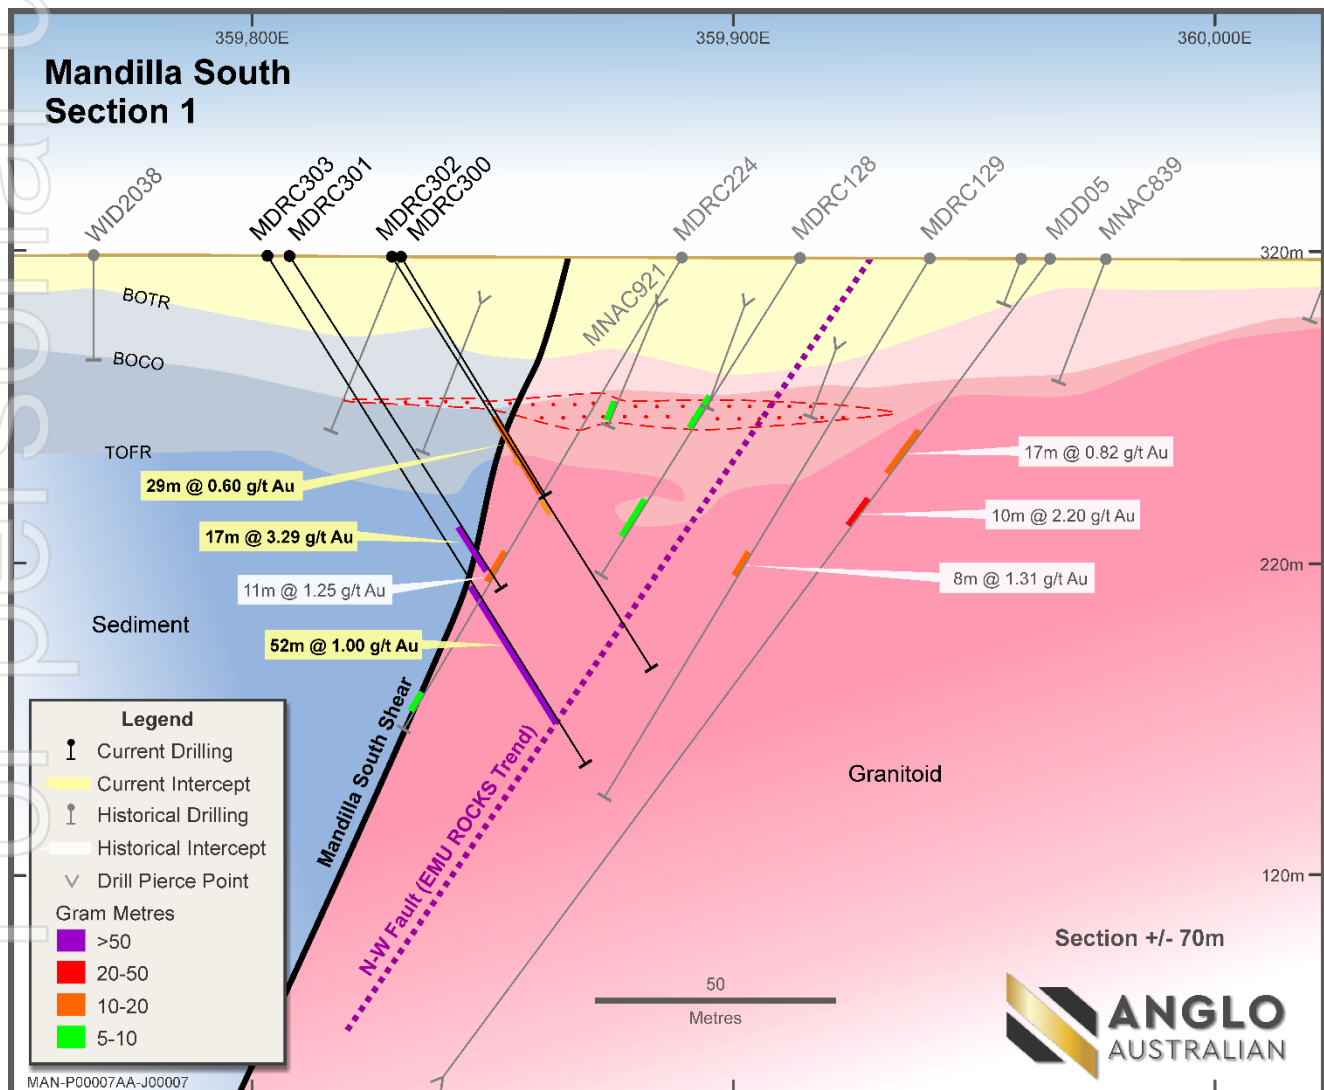 359,800E
359,900E
360,000E
Mandilla South
Section 1
WID2038
MDRC303
MDRC301
MDRC302
MDRC300
MDRC224
MDRC128
MDRC129
MDD05
MNAC839
320m
BOTR
MNAC921
BOCO
TOFR
29m @ 0.60 g/t Au
17m @ 0.82 g/t Au
17m @ 3.29 g/t Au
10m @ 2.20 g/t Au
220m
11m @ 1.25 g/t Au
8m @ 1.31 g/t Au
Sediment
52m @ 1.00 g/t Au
Mandilla South Shear
N-W Fault (EMU ROCKS Trend)
Granitoid
Legend
Current Drilling
Current Intercept
Historical Drilling
Historical Intercept
Drill Pierce Point
Gram Metres
>50
20-50
10-20
5-10
120m
Section +/- 70m
50
Metres
ANGLO
AUSTRALIAN
MAN-P00007AA-J00007
personal